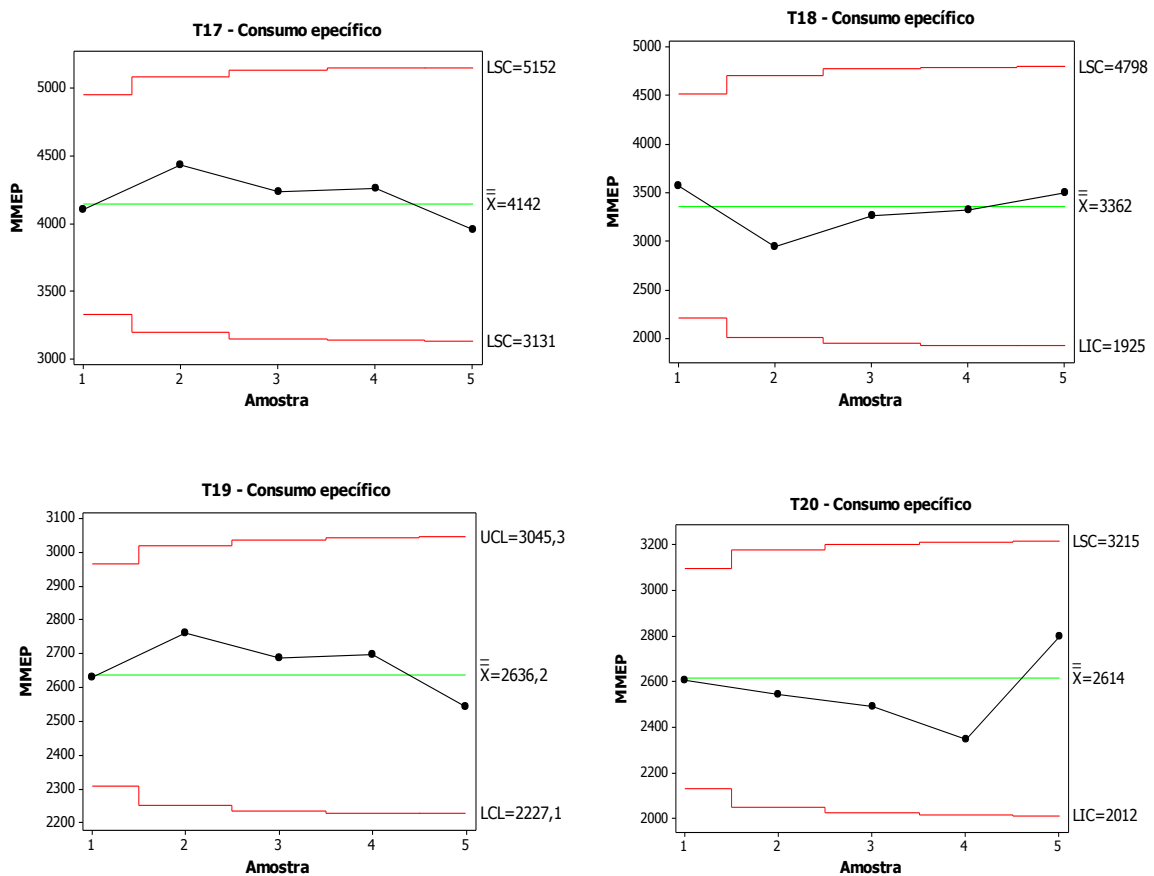 T17 - Consumo epecífico
LSC=5152
5000
4500
X=4142
4000
3500
LSC=3131
3000
MMEP
1 2 3 4 5
Amostra
T18 - Consumo epecífico
5000
LSC=4798
4500
4000
3500
X=3362
3000
2500
2000
LIC=1925
MMEP
1 2 3 4 5
Amostra
T19 - Consumo epecífico
3100
UCL=3045,3
3000
2900
2800
2700
X=2636,2
2600
2500
2400
2300
LCL=2227,1
2200
MMEP
1 2 3 4 5
Amostra
T20 - Consumo epecífico
LSC=3215
3200
3000
2800
X=2614
2600
2400
2200
2000
LIC=2012
MMEP
1 2 3 4 5
Amostra